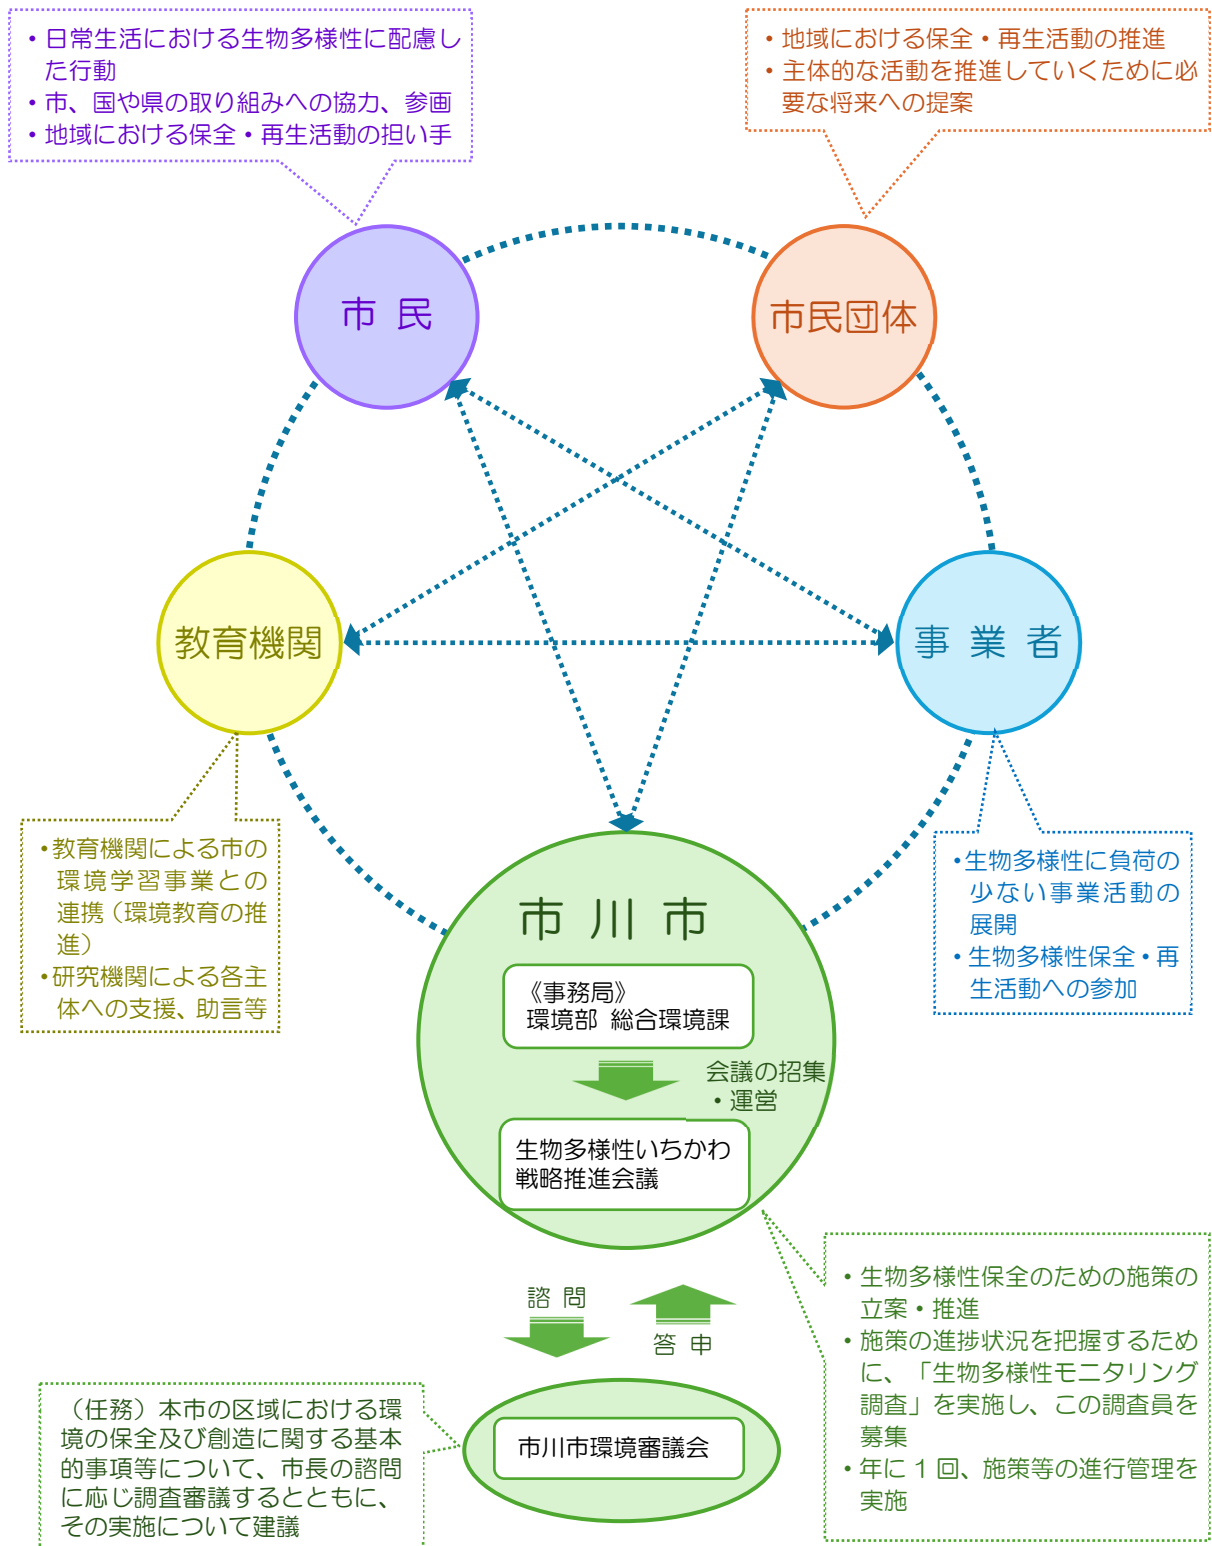 ・日常生活における生物多様性に配慮し
た行動
・市、国や県の取り組みへの協力、参画
・地域における保全・再生活動の担い手
・地域における保全・再生活動の推進
・主体的な活動を推進していくために必
要な将来への提案
市 民
市民団体
教育機関
事 業 者
・教育機関による市の
環境学習事業との
連携（環境教育の推
進）
・研究機関による各主
体への支援、助言等
・生物多様性に負荷の
少ない事業活動の
展開
・生物多様性保全・再
生活動への参加
市 川 市
《事務局》
環境部 総合環境課
会議の招集
・運営
生物多様性いちかわ
戦略推進会議
諮 問
答 申
・生物多様性保全のための施策の
立案・推進
・施策の進捗状況を把握するため
に、「生物多様性モニタリング
調査」を実施し、この調査員を
募集
・年に 1 回、施策等の進行管理を
実施
（任務）本市の区域における環
境の保全及び創造に関する基本
的事項等について、市長の諮問
に応じ調査審議するとともに、
その実施について建議
市川市環境審議会